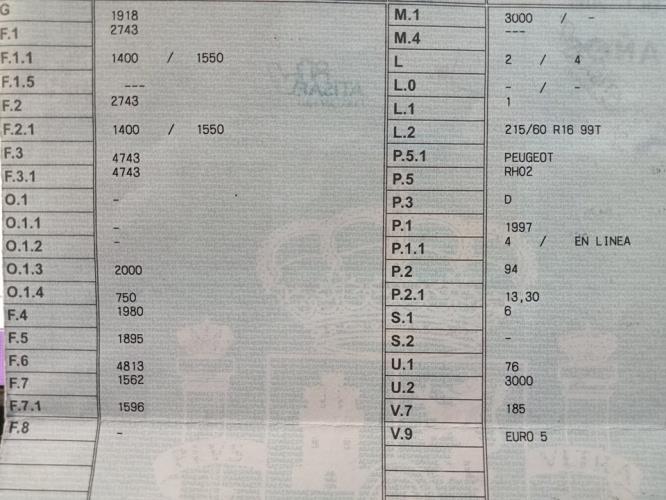 G 1918
F.1 2743
F.1.1 1400 / 1550
F.1.5 ---
F.2 2743
F.2.1 1400 / 1550
F.3 4743
F.3.1 4743
O.1 -
O.1.1 -
O.1.2 -
O.1.3 2000
O.1.4 750
F.4 1980
F.5 1895
F.6 4813
F.7 1562
F.7.1 1596
F.8 -
M.1 3000 / -
M.4 ---
L 2 / 4
L.0 - / -
L.1 1
L.2 215/60 R16 99T
P.5.1 PEUGEOT
P.5 RH02
P.3 D
P.1 1997
P.1.1 4 / EN LINEA
P.2 94
P.2.1 13,30
S.1 6
S.2 -
U.1 76
U.2 3000
V.7 185
V.9 EURO 5
PLVS
VLTRA